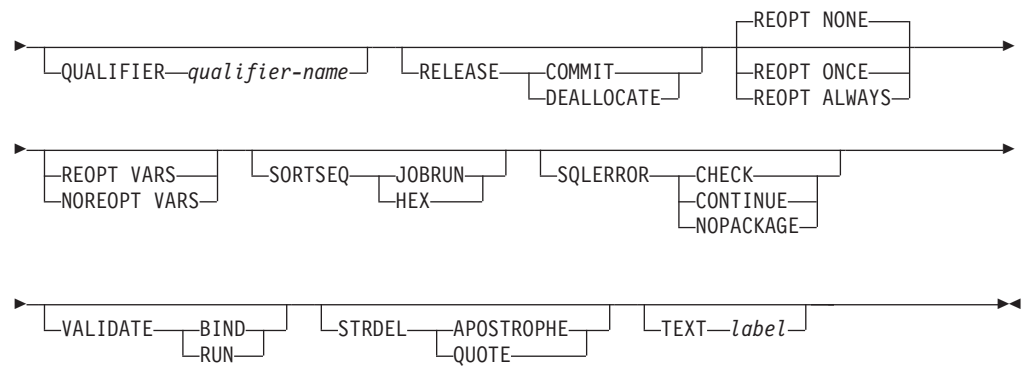 REOPT NONE
QUALIFIER qualifier-name RELEASE COMMIT REOPT ONCE
DEALLOCATE REOPT ALWAYS
REOPT VARS SORTSEQ JOBRUN SQLERROR CHECK
NOREOPT VARS HEX CONTINUE
NOPACKAGE
VALIDATE BIND STRDEL APOSTROPHE TEXT label
RUN QUOTE